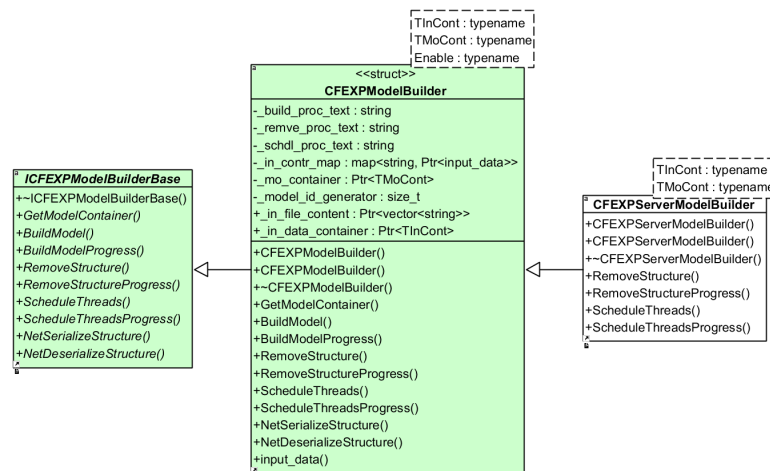 ICFEXPModelBuilderBase
+~ICFEXPModelBuilderBase()
+GetModelContainer()
+BuildModel()
+BuildModelProgress()
+RemoveStructure()
+RemoveStructureProgress()
+ScheduleThreads()
+ScheduleThreadsProgress()
+NetSerializeStructure()
+NetDeserializeStructure()
TInCont : typename
TMoCont : typename
Enable : typename
<<struct>>
CFEXPModelBuilder
-_build_proc_text : string
-_remve_proc_text : string
-_schdl_proc_text : string
-_in_contr_map : map<string, Ptr<input_data>>
-_mo_container : Ptr<TMoCont>
-_model_id_generator : size_t
+_in_file_content : Ptr<vector<string>>
+_in_data_container : Ptr<TInCont>
+CFEXPModelBuilder()
+CFEXPModelBuilder()
+~CFEXPModelBuilder()
+GetModelContainer()
+BuildModel()
+BuildModelProgress()
+RemoveStructure()
+RemoveStructureProgress()
+ScheduleThreads()
+ScheduleThreadsProgress()
+NetSerializeStructure()
+NetDeserializeStructure()
+input_data()
TInCont : typename
TMoCont : typename
CFEXPServerModelBuilder
+CFEXPServerModelBuilder()
+CFEXPServerModelBuilder()
+~CFEXPServerModelBuilder()
+RemoveStructure()
+RemoveStructureProgress()
+ScheduleThreads()
+ScheduleThreadsProgress()